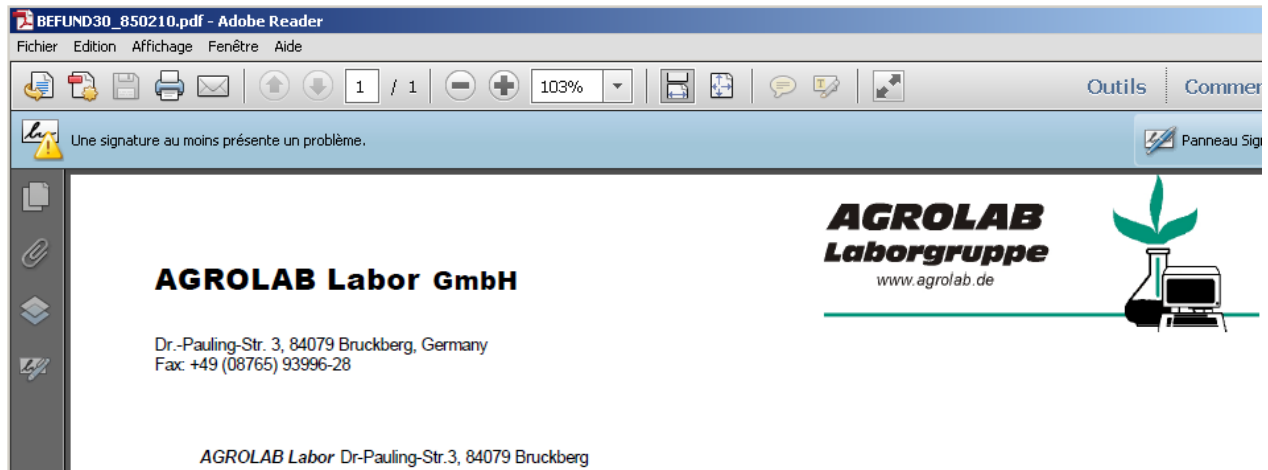 BEFUND30_850210.pdf - Adobe Reader
Fichier Edition Affichage Fenêtre Aide
1 / 1 103% Outils Commer
Une signature au moins présente un problème. Panneau Sign
AGROLAB
Laborgruppe
www.agrolab.de
AGROLAB Labor GmbH
Dr.-Pauling-Str. 3, 84079 Bruckberg, Germany
Fax: +49 (08765) 93996-28
AGROLAB Labor Dr-Pauling-Str.3, 84079 Bruckberg